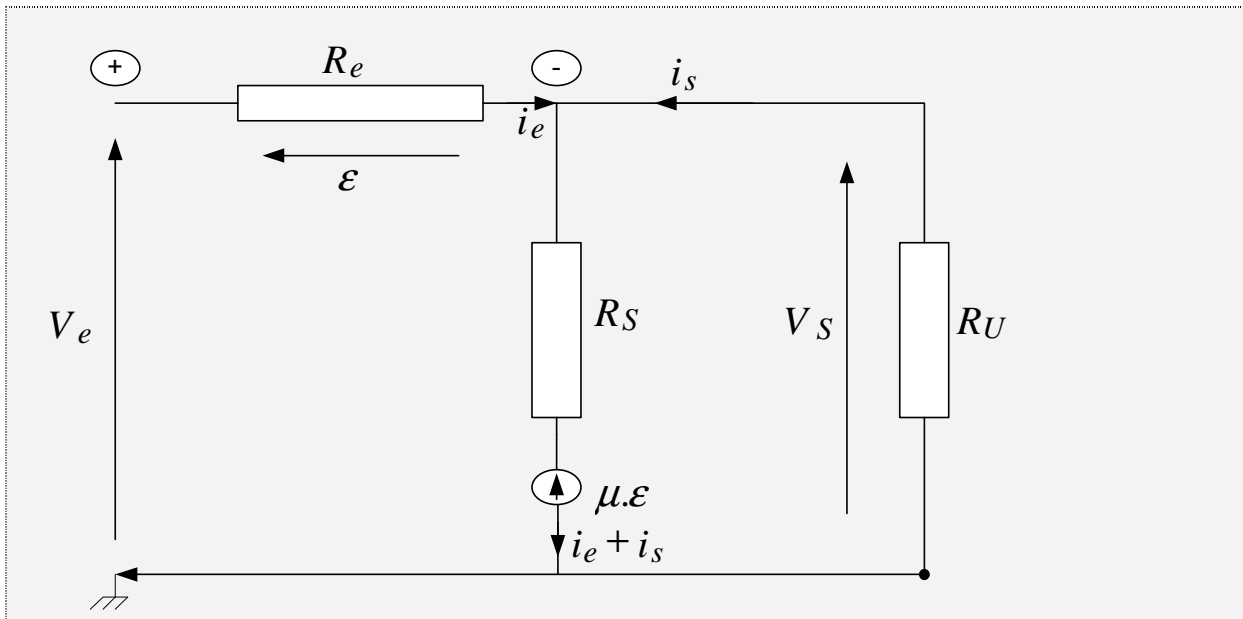 +
R_e
-
i_s
i_e
ε
V_e
R_S
V_S
R_U
μ.ε
i_e + i_s